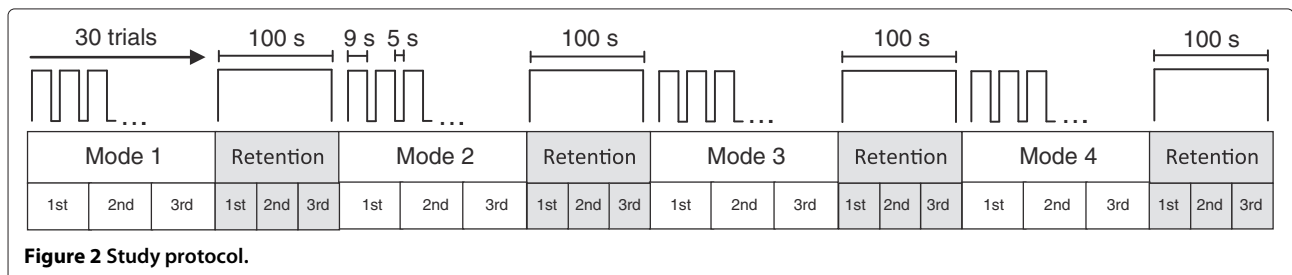 30 trials 100 s 9 s 5 s 100 s 100 s 100 s
... ... ... ...
Mode 1 Retention Mode 2 Retention Mode 3 Retention Mode 4 Retention
1st 2nd 3rd 1st 2nd 3rd 1st 2nd 3rd 1st 2nd 3rd 1st 2nd 3rd 1st 2nd 3rd 1st 2nd 3rd 1st 2nd 3rd
Figure 2 Study protocol.